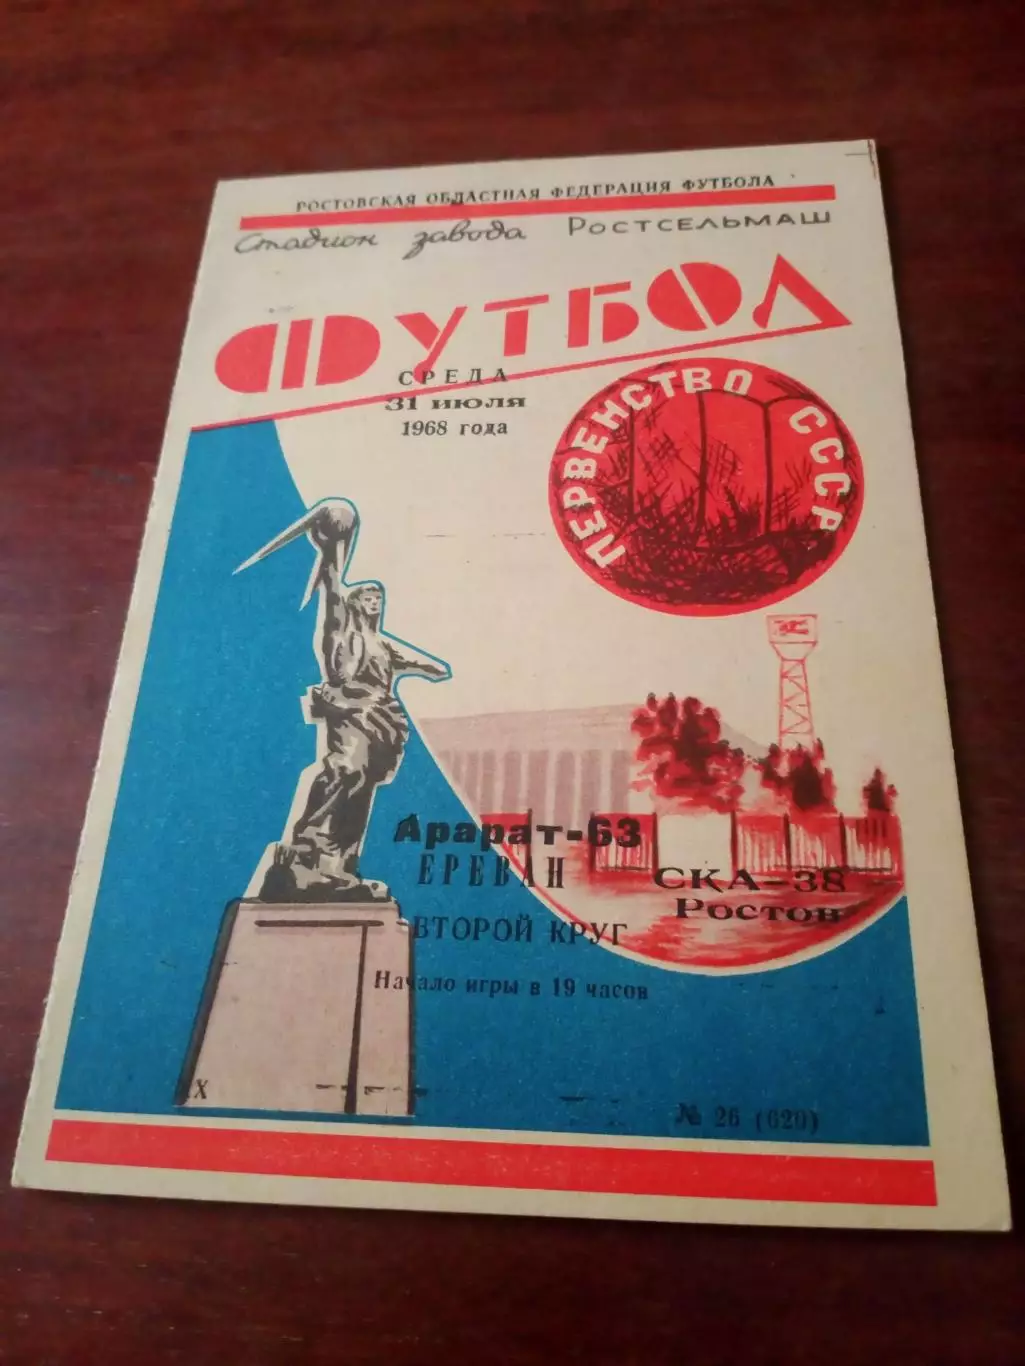 РОСТОВСКАЯ ОБЛАСТНАЯ ФЕДЕРАЦИЯ ФУТБОЛА
Стадион завода РОСТСЕЛЬМАШ
ФУТБОЛ
СРЕДА
31 июля
1968 года
ПЕРВЕНСТВО СССР
Арарат-63
ЕРЕВАН
СКА-38
Ростов
ВТОРОЙ КРУГ
Начало игры в 19 часов
X
№ 26 (620)